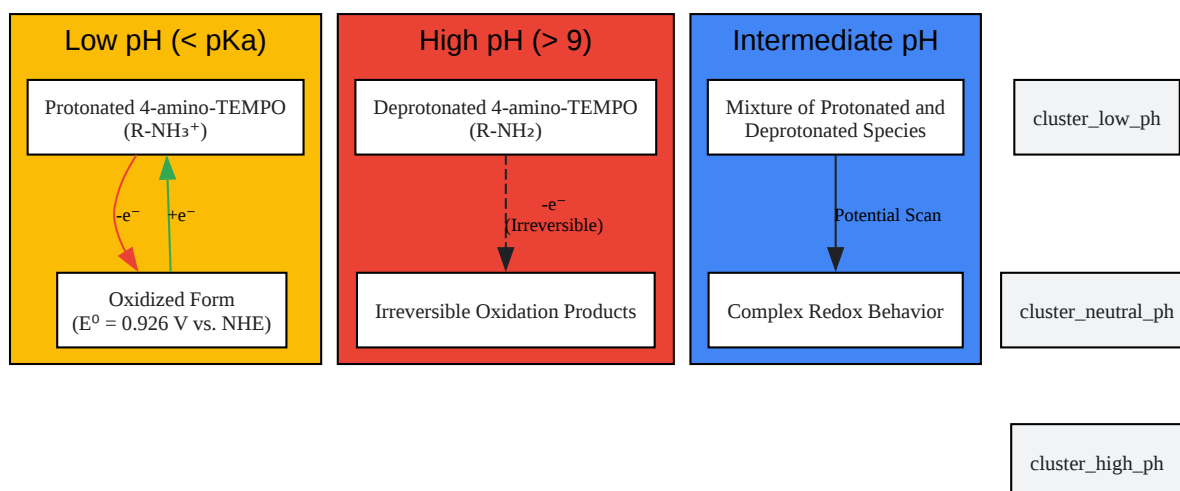 Low pH (< pKa)
Protonated 4-amino-TEMPO
(R-NH₃⁺)
-e⁻
+e⁻
Oxidized Form
(E⁰ = 0.926 V vs. NHE)
High pH (> 9)
Deprotonated 4-amino-TEMPO
(R-NH₂)
-e⁻
(Irreversible)
Irreversible Oxidation Products
Intermediate pH
Mixture of Protonated and
Deprotonated Species
Potential Scan
Complex Redox Behavior
cluster_low_ph
cluster_neutral_ph
cluster_high_ph